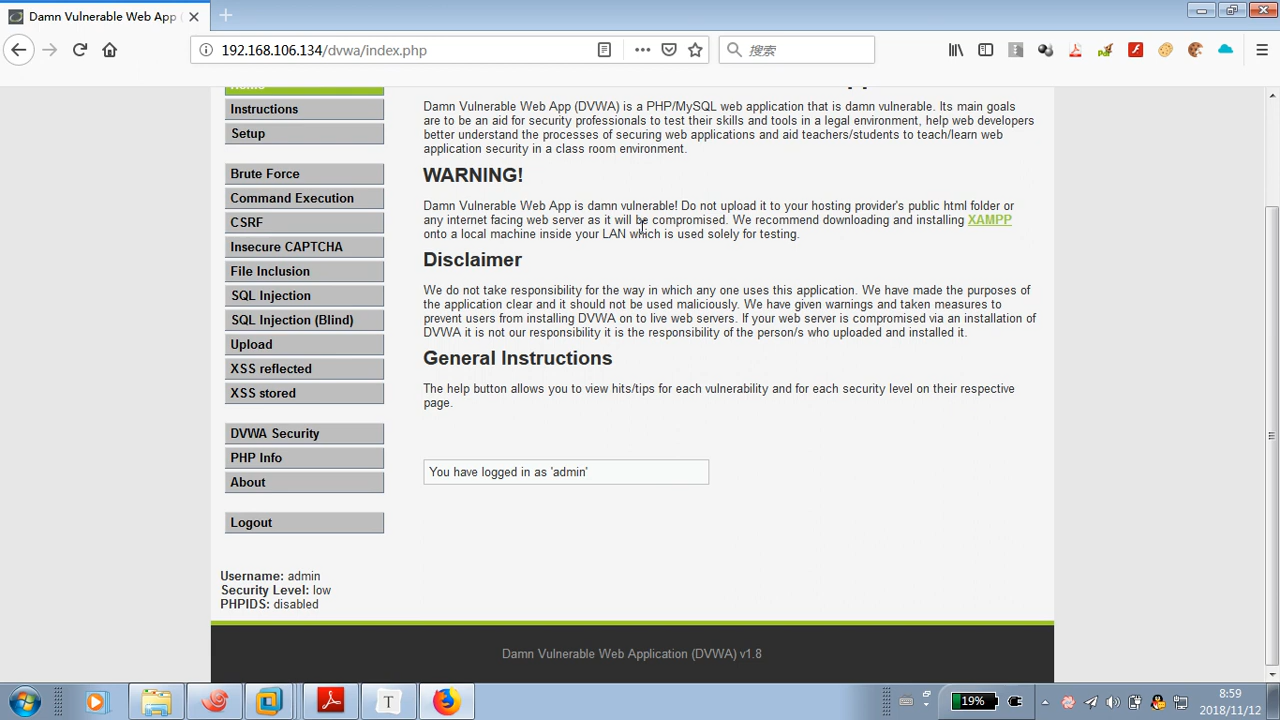 Damn Vulnerable Web App (
192.168.106.134/dvwa/index.php
搜索
Home
Instructions
Setup
Brute Force
Command Execution
CSRF
Insecure CAPTCHA
File Inclusion
SQL Injection
SQL Injection (Blind)
Upload
XSS reflected
XSS stored
DVWA Security
PHP Info
About
Logout
Username: admin
Security Level: low
PHPIDS: disabled
Damn Vulnerable Web App (DVWA) is a PHP/MySQL web application that is damn vulnerable. Its main goals
are to be an aid for security professionals to test their skills and tools in a legal environment, help web developers
better understand the processes of securing web applications and aid teachers/students to teach/learn web
application security in a class room environment.
WARNING!
Damn Vulnerable Web App is damn vulnerable! Do not upload it to your hosting provider's public html folder or
any internet facing web server as it will be compromised. We recommend downloading and installing XAMPP
onto a local machine inside your LAN which is used solely for testing.
Disclaimer
We do not take responsibility for the way in which any one uses this application. We have made the purposes of
the application clear and it should not be used maliciously. We have given warnings and taken measures to
prevent users from installing DVWA on to live web servers. If your web server is compromised via an installation of
DVWA it is not our responsibility it is the responsibility of the person/s who uploaded and installed it.
General Instructions
The help button allows you to view hits/tips for each vulnerability and for each security level on their respective
page.
You have logged in as 'admin'
Damn Vulnerable Web Application (DVWA) v1.8
T
19%
8:59
2018/11/12